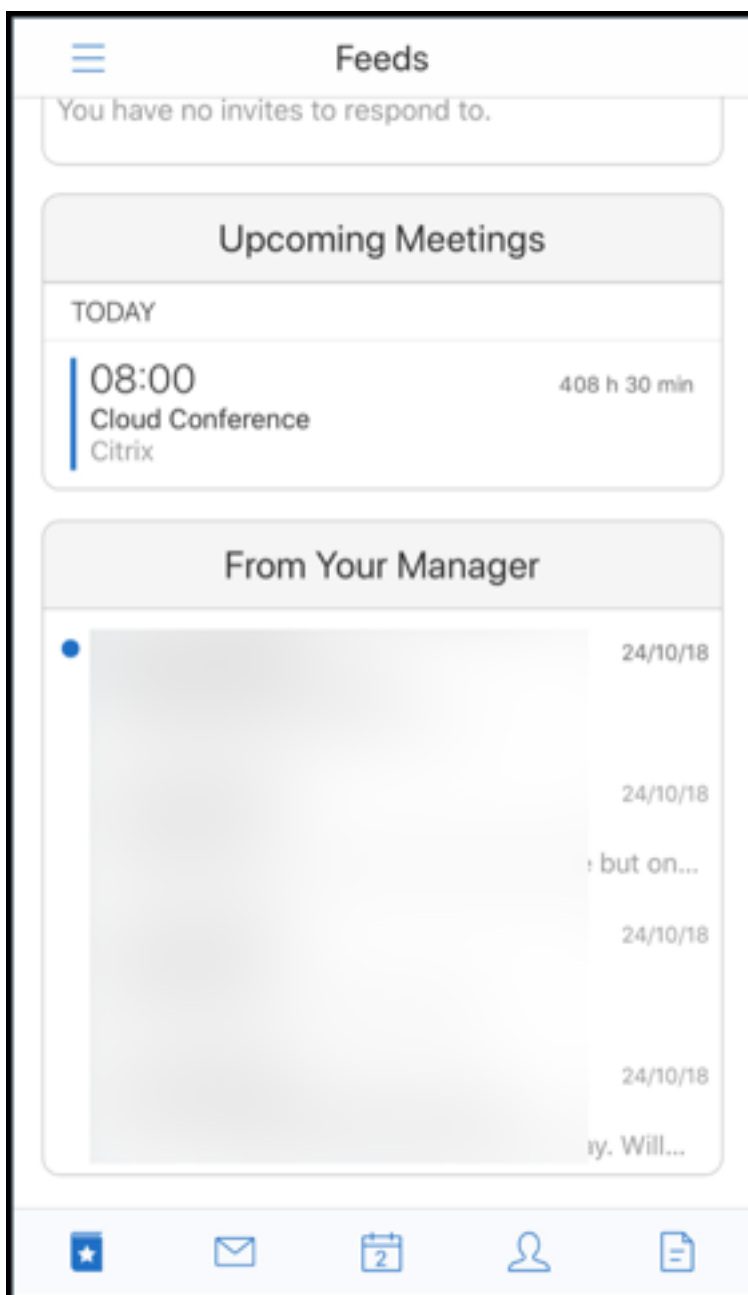 Feeds
You have no invites to respond to.
Upcoming Meetings
TODAY
08:00
408 h 30 min
Cloud Conference
Citrix
From Your Manager
24/10/18
24/10/18
but on...
24/10/18
24/10/18
Will...
2